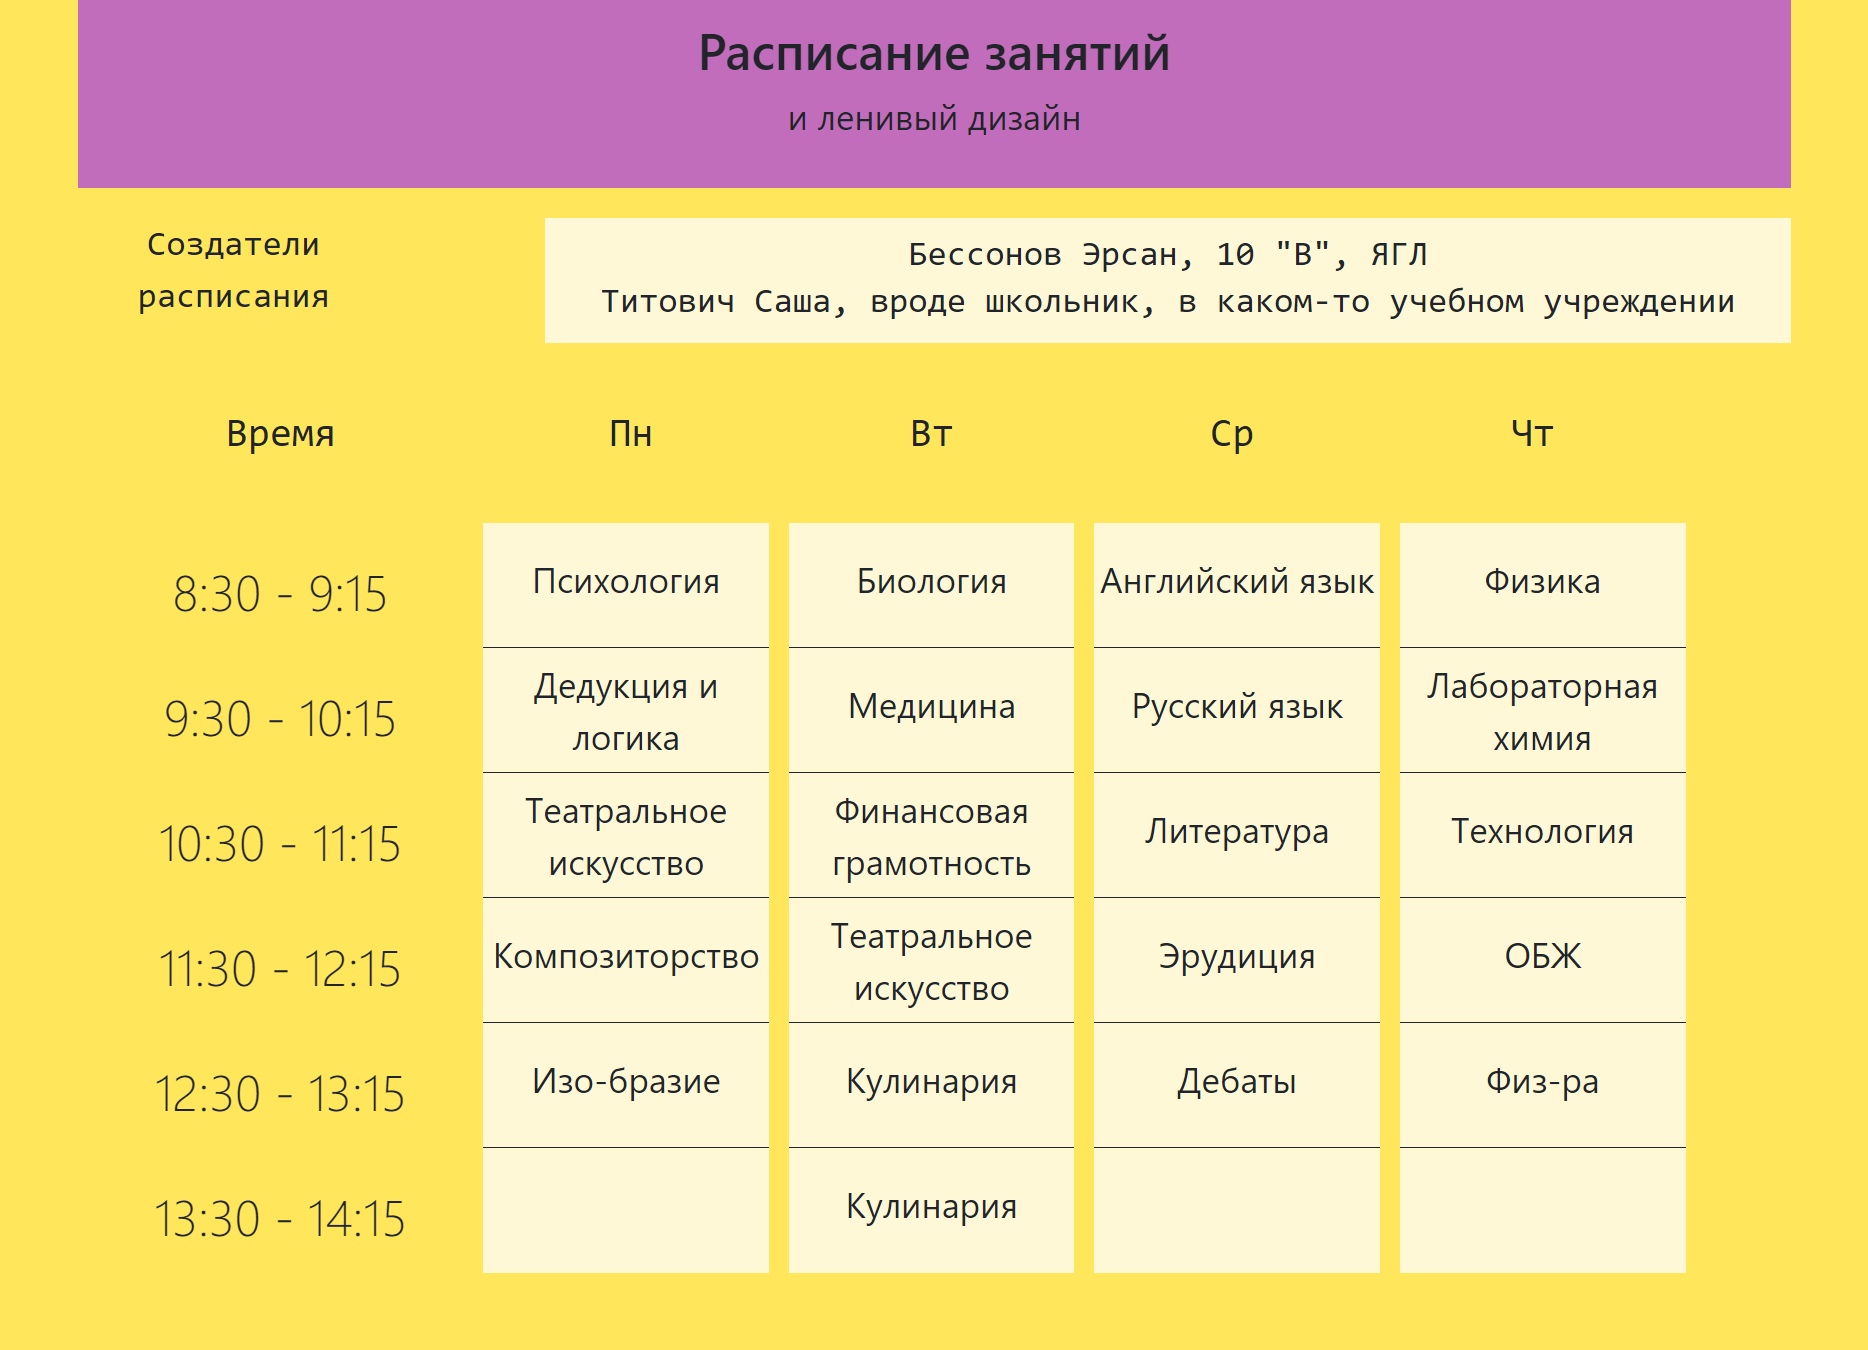 Расписание занятий
и ленивый дизайн
Создатели
расписания
Бессонов Эрсан, 10 "В", ЯГЛ
Титович Саша, вроде школьник, в каком-то учебном учреждении
Время Пн Вт Ср Чт
8:30 - 9:15 Психология Биология Английский язык Физика
9:30 - 10:15 Дедукция и логика Медицина Русский язык Лабораторная химия
10:30 - 11:15 Театральное искусство Финансовая грамотность Литература Технология
11:30 - 12:15 Композиторство Театральное искусство Эрудиция ОБЖ
12:30 - 13:15 Изо-бразие Кулинария Дебаты Физ-ра
13:30 - 14:15 Кулинария